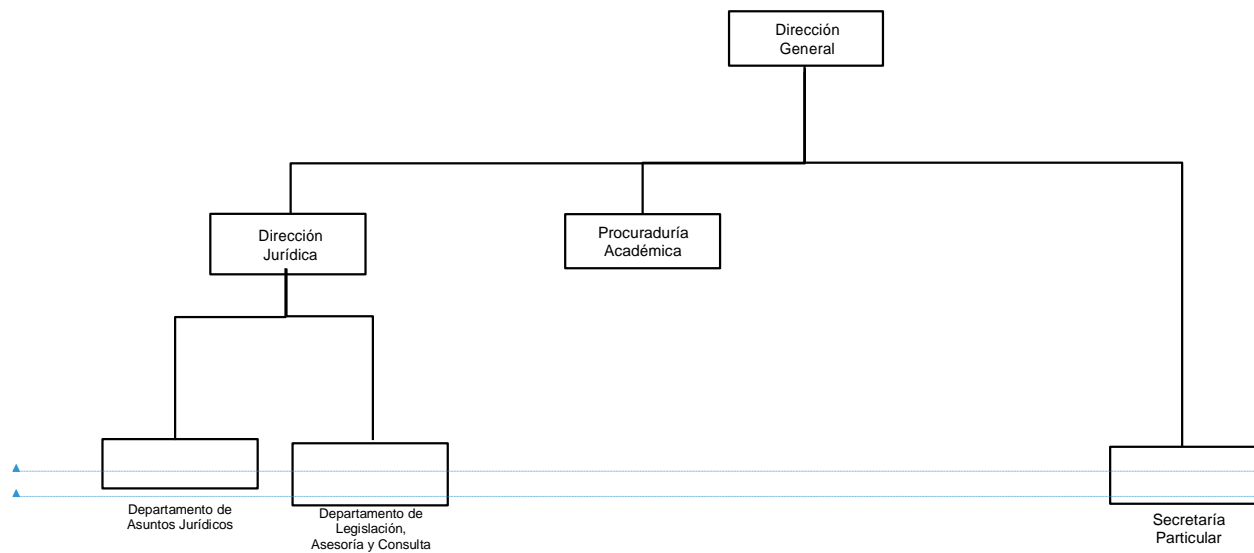 Dirección
General
Dirección
Jurídica
Procuraduría
Académica
Departamento de
Asuntos Jurídicos
Departamento de
Legislación,
Asesoría y Consulta
Secretaría
Particular